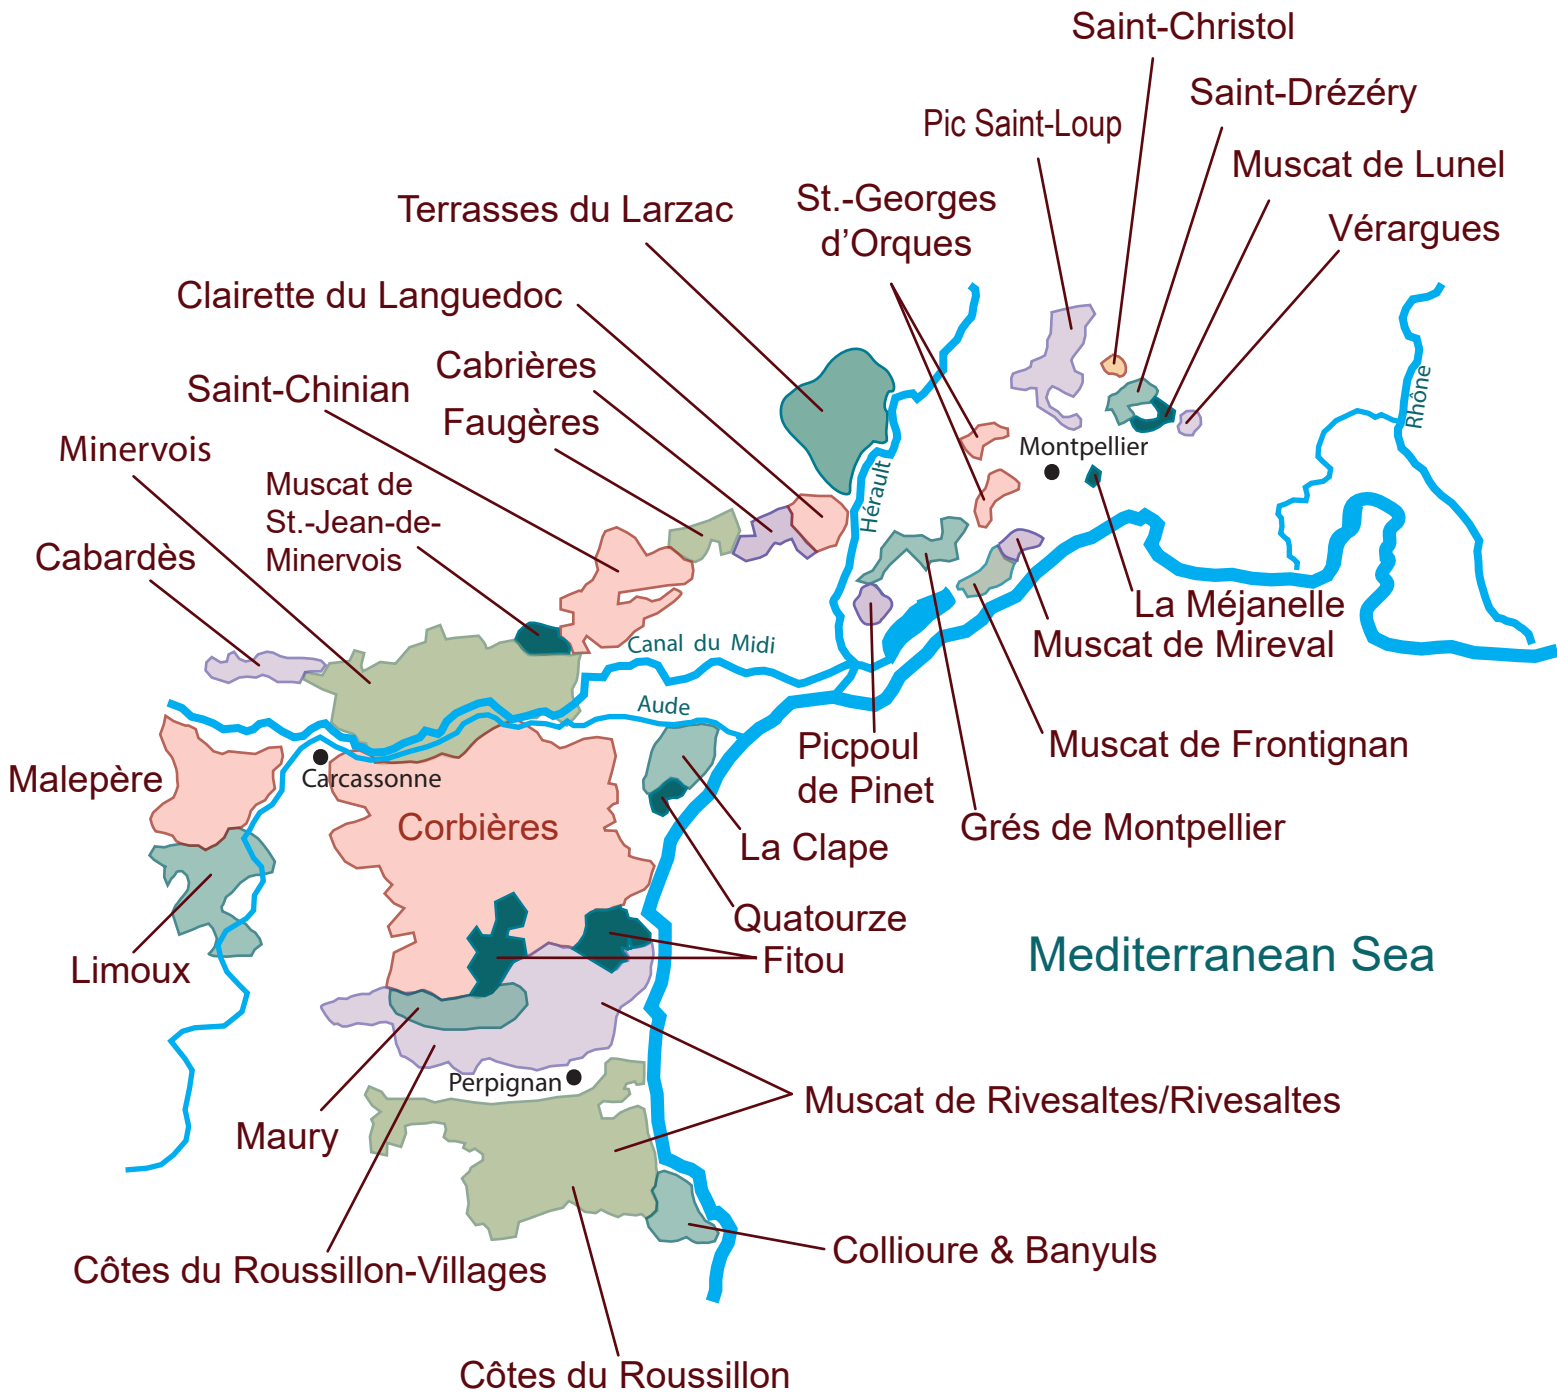 Saint-Christol
Saint-Drézéry
Pic Saint-Loup
Muscat de Lunel
St.-Georges
d’Orques
Terrasses du Larzac
Vérargues
Clairette du Languedoc
Cabrières
Saint-Chinian
Faugères
Rhône
Minervois
Montpellier
Muscat de
St.-Jean-de-
Minervois
Hérault
Cabardès
La Méjanelle
Canal du Midi
Muscat de Mireval
Aude
Picpoul
de Pinet
Muscat de Frontignan
Malepère
Carcassonne
Corbières
Grés de Montpellier
La Clape
Quatourze
Fitou
Mediterranean Sea
Limoux
Perpignan
Muscat de Rivesaltes/Rivesaltes
Maury
Collioure & Banyuls
Côtes du Roussillon-Villages
Côtes du Roussillon